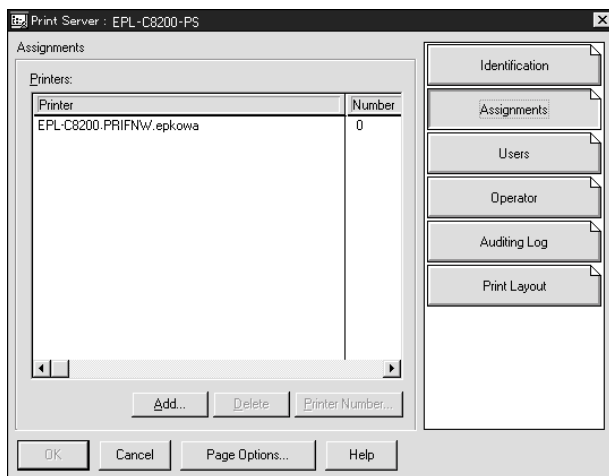 Print Server : EPL-C8200-PS
Assignments
Printers:
Printer Number
EPL-C8200.PRIFNW.epkowa 0
Add... Delete Printer Number...
OK Cancel Page Options... Help
Identification
Assignments
Users
Operator
Auditing Log
Print Layout